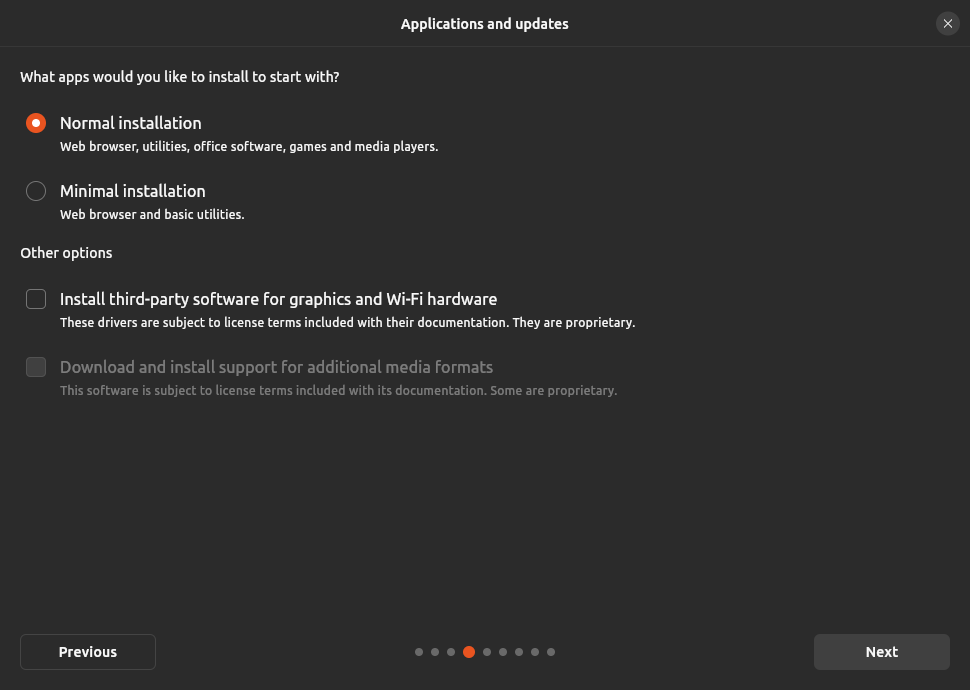 Applications and updates
What apps would you like to install to start with?
Normal installation
Web browser, utilities, office software, games and media players.
Minimal installation
Web browser and basic utilities.
Other options
Install third-party software for graphics and Wi-Fi hardware
These drivers are subject to license terms included with their documentation. They are proprietary.
Download and install support for additional media formats
This software is subject to license terms included with its documentation. Some are proprietary.
Previous
Next